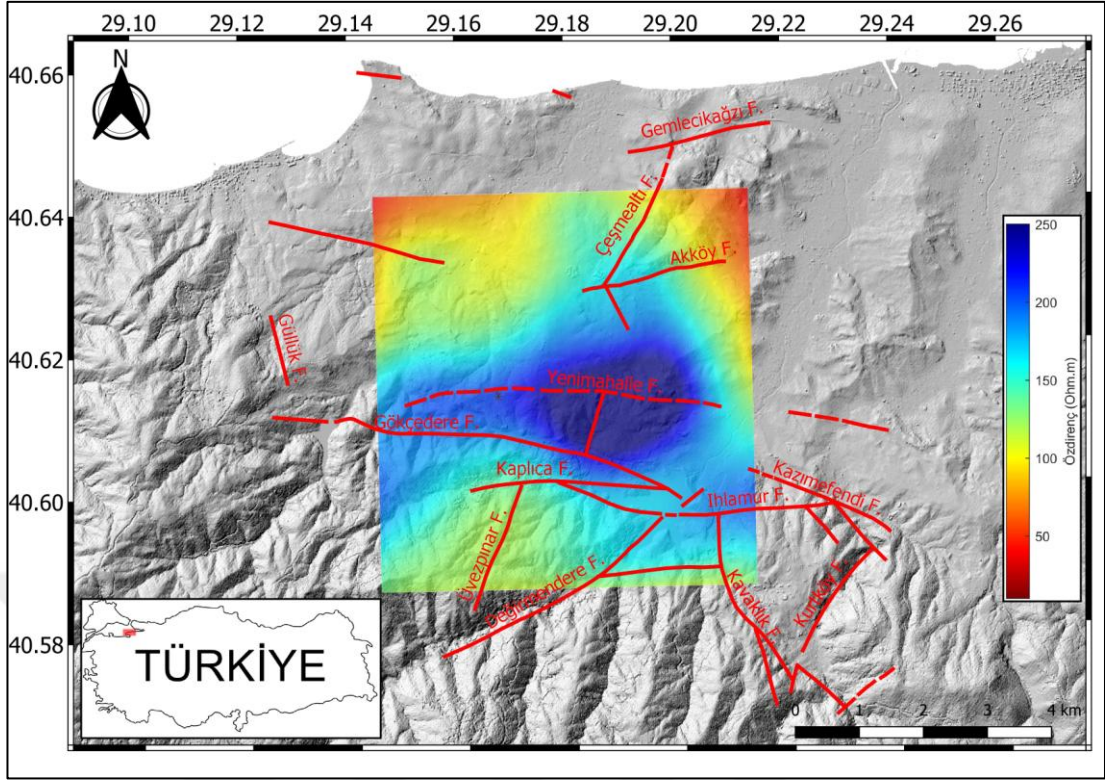 29.10 29.12 29.14 29.16 29.18 29.20 29.22 29.24 29.26
40.66
N
Gemlecikağzı F.
40.64
Çeşmealtı F.
Akköy F.
250
200
150
100
50
Özdirenç (Ohm.m)
Güllük F.
40.62
Yenimahalle F.
Gökçedere F.
Kaplıca F.
40.60
Ihlamur F.
Kazımefendi F.
Üvezpınar F.
Değirmendere F.
Kavaklık F.
Kurtköy F.
40.58
TÜRKİYE
0 1 2 3 4 km